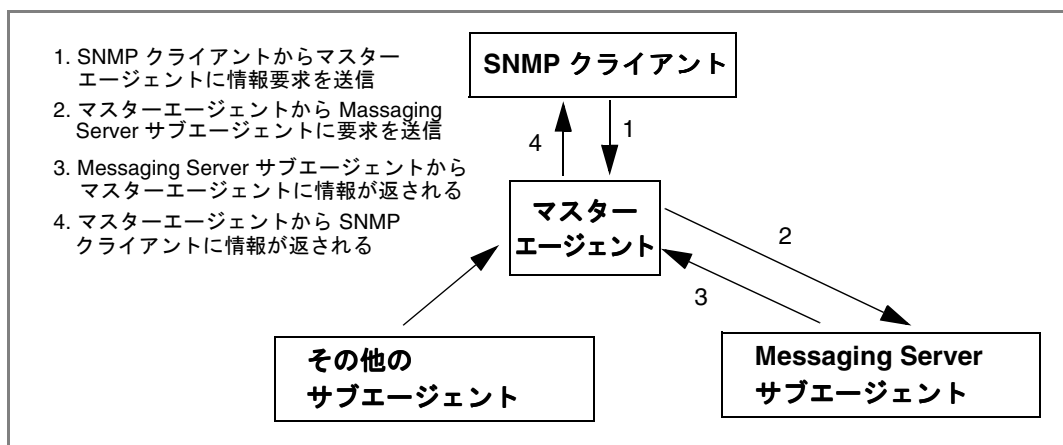 1. SNMP クライアントからマスター
エージェントに情報要求を送信
2. マスターエージェントから Massaging
Server サブエージェントに要求を送信
3. Messaging Server サブエージェントから
マスターエージェントに情報が返される
4. マスターエージェントから SNMP
クライアントに情報が返される
SNMP クライアント
4
1
マスター
エージェント
2
3
その他の
サブエージェント
Messaging Server
サブエージェント